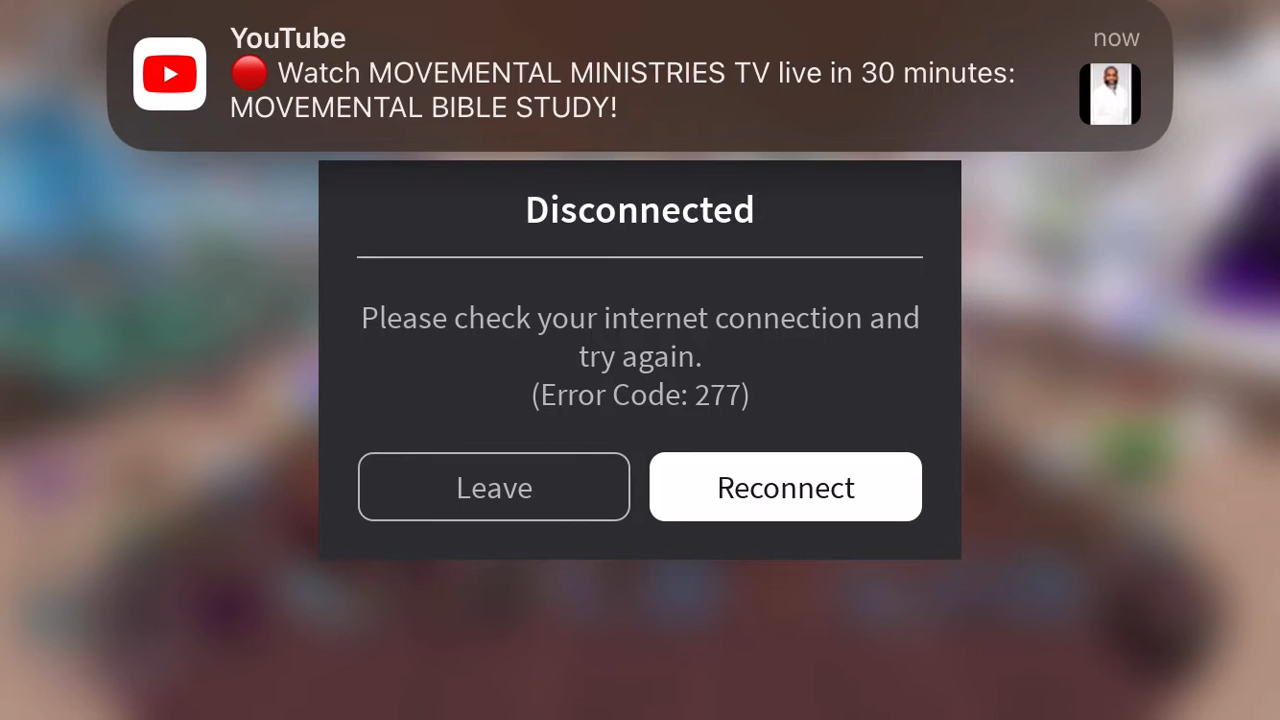 YouTube
now
🔴 Watch MOVEMENTAL MINISTRIES TV live in 30 minutes:
MOVEMENTAL BIBLE STUDY!
Disconnected
Please check your internet connection and
try again.
(Error Code: 277)
Leave
Reconnect